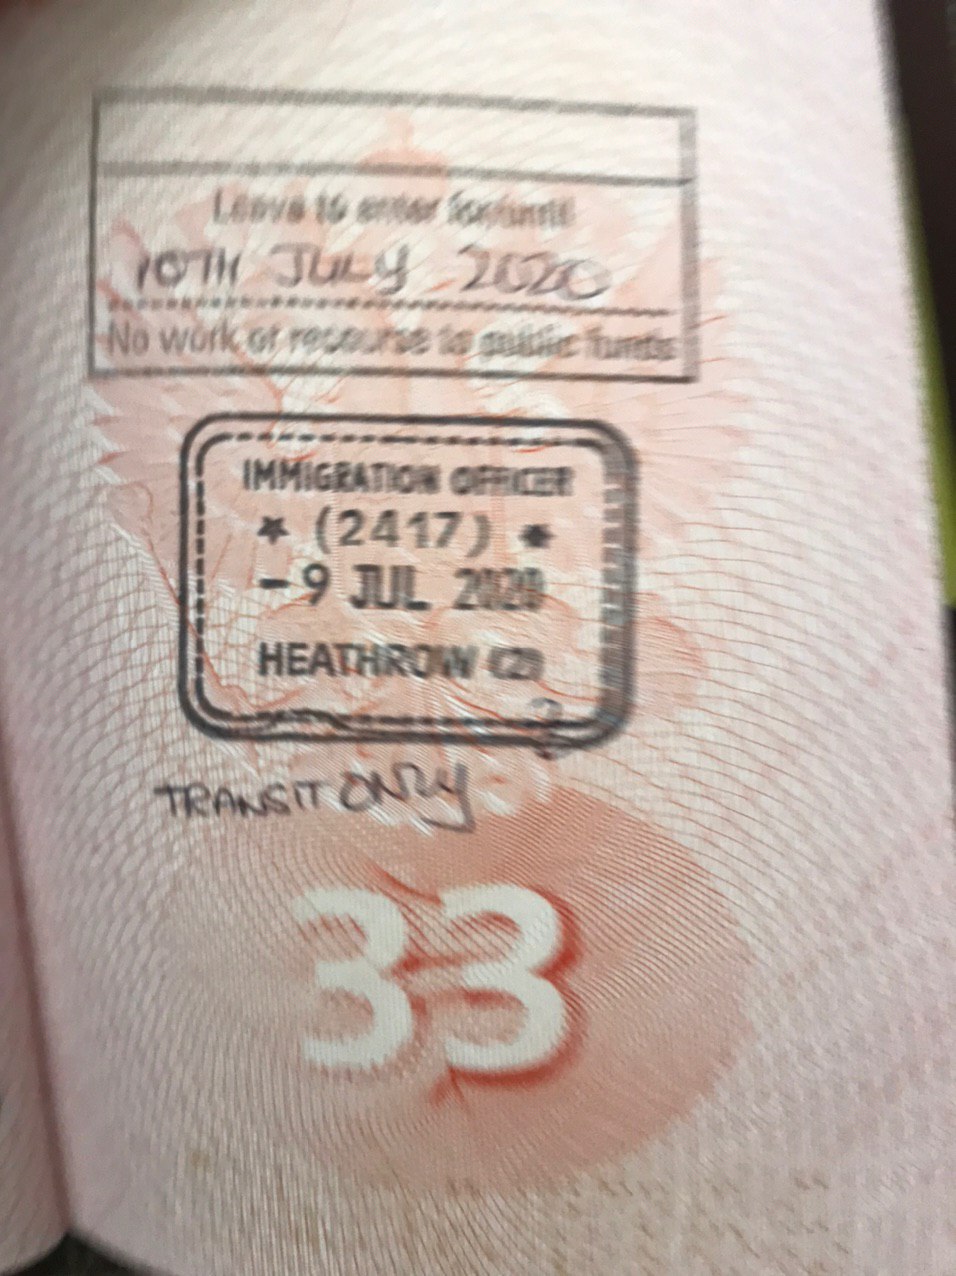 Leave to enter for/until
10TH JULY 2020
No work or recourse to public funds
IMMIGRATION OFFICER
* (2417) *
- 9 JUL 2020
HEATHROW (2)
TRANSIT ONLY
33